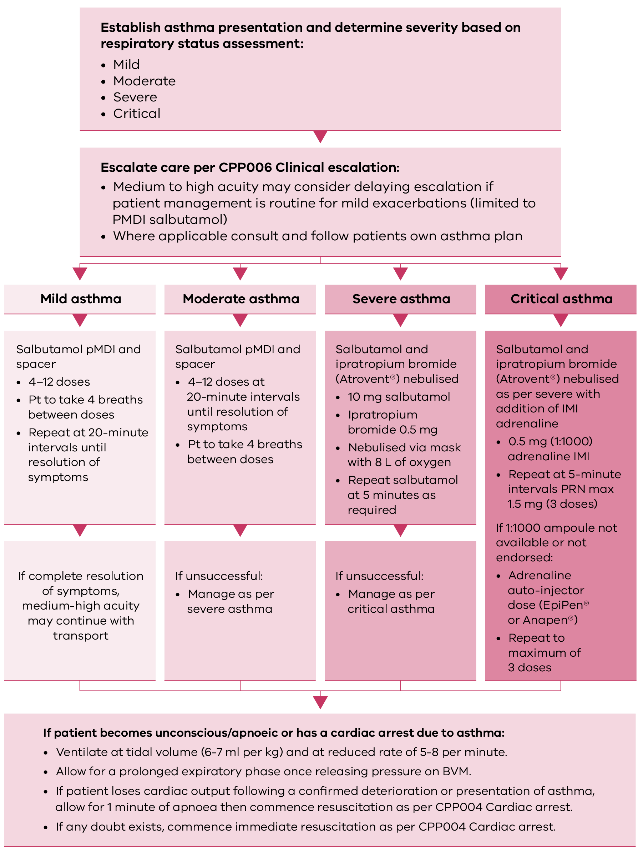 Establish asthma presentation and determine severity based on
respiratory status assessment:
• Mild
• Moderate
• Severe
• Critical
Escalate care per CPP006 Clinical escalation:
• Medium to high acuity may consider delaying escalation if
patient management is routine for mild exacerbations (limited to
PMDI salbutamol)
• Where applicable consult and follow patients own asthma plan
Mild asthma
Salbutamol pMDI and
spacer
• 4–12 doses
• Pt to take 4 breaths
between doses
• Repeat at 20-minute
intervals until
resolution of
symptoms
If complete resolution
of symptoms,
medium-high acuity
may continue with
transport
Moderate asthma
Salbutamol pMDI and
spacer
• 4–12 doses at
20-minute intervals
until resolution of
symptoms
• Pt to take 4 breaths
between doses
If unsuccessful:
• Manage as per
severe asthma
Severe asthma
Salbutamol and
ipratropium bromide
(Atrovent®) nebulised
• 10 mg salbutamol
• Ipratropium
bromide 0.5 mg
• Nebulised via mask
with 8 L of oxygen
• Repeat salbutamol
at 5 minutes as
required
If unsuccessful:
• Manage as per
critical asthma
Critical asthma
Salbutamol and
ipratropium bromide
(Atrovent®) nebulised
as per severe with
addition of IMI
adrenaline
• 0.5 mg (1:1000)
adrenaline IMI
• Repeat at 5-minute
intervals PRN max
1.5 mg (3 doses)
If 1:1000 ampoule not
available or not
endorsed:
• Adrenaline
auto-injector
dose (EpiPen®
or Anapen®)
• Repeat to
maximum of
3 doses
If patient becomes unconscious/apnoeic or has a cardiac arrest due to asthma:
• Ventilate at tidal volume (6-7 ml per kg) and at reduced rate of 5-8 per minute.
• Allow for a prolonged expiratory phase once releasing pressure on BVM.
• If patient loses cardiac output following a confirmed deterioration or presentation of asthma,
allow for 1 minute of apnoea then commence resuscitation as per CPP004 Cardiac arrest.
• If any doubt exists, commence immediate resuscitation as per CPP004 Cardiac arrest.